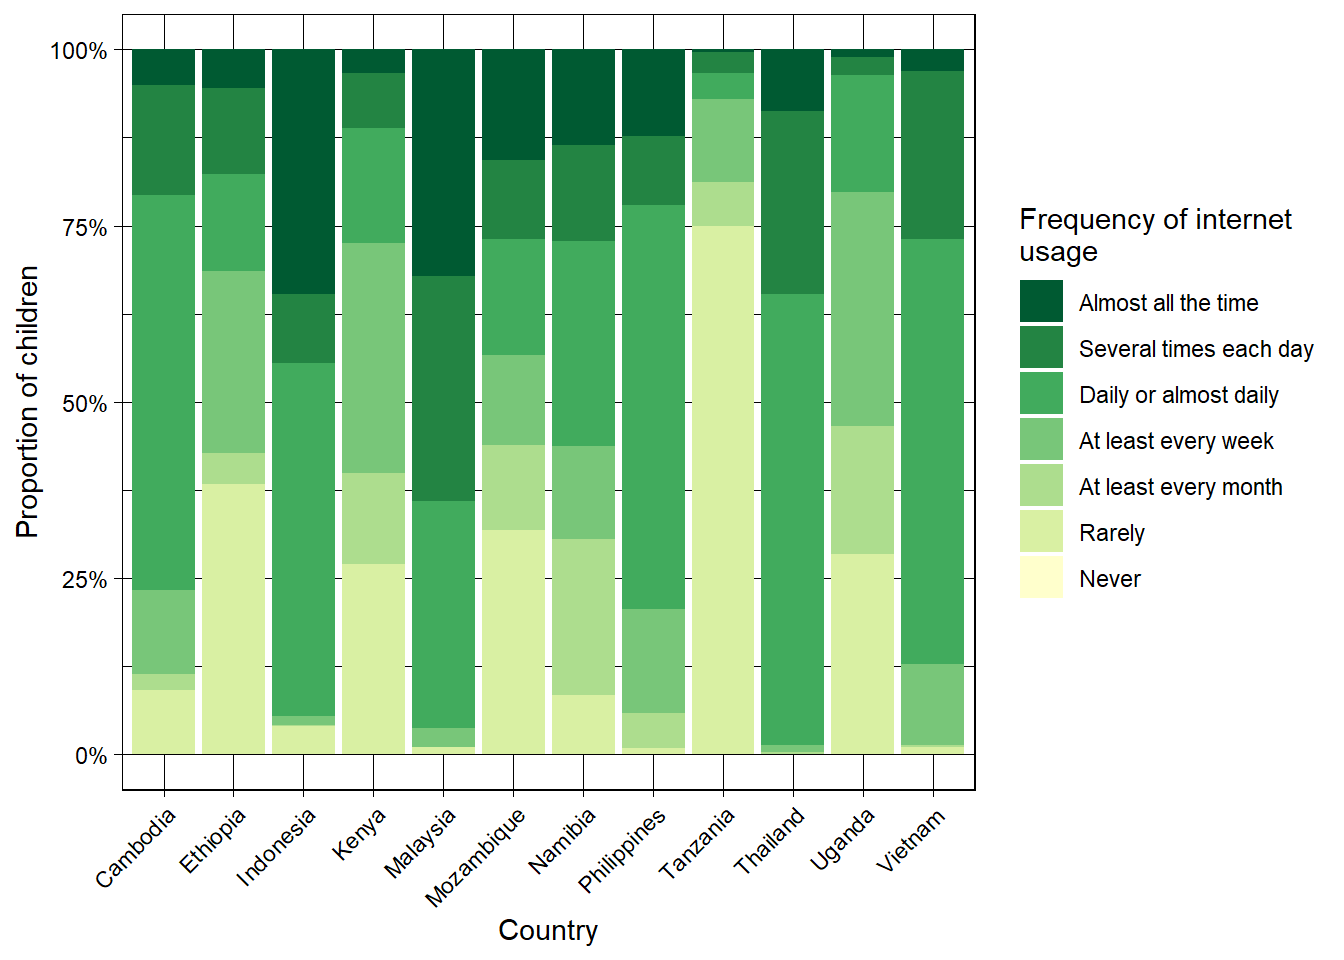 100%
75%
50%
25%
0%
Proportion of children
Cambodia
Ethiopia
Indonesia
Kenya
Malaysia
Mozambique
Namibia
Philippines
Tanzania
Thailand
Uganda
Vietnam
Country
Frequency of internet
usage
Almost all the time
Several times each day
Daily or almost daily
At least every week
At least every month
Rarely
Never